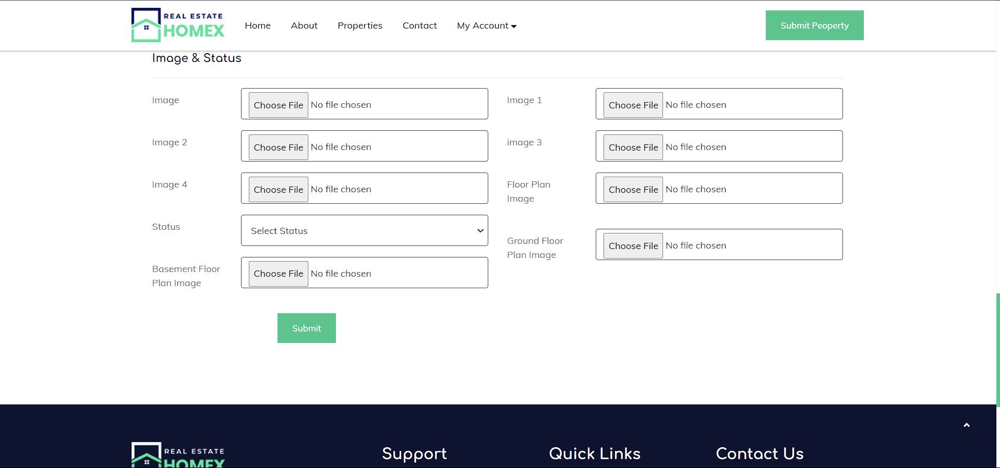 REAL ESTATE
HOMEX
Home About Properties Contact My Account
Submit Peoperty
Image & Status
Image Choose File No file chosen Image 1 Choose File No file chosen
Image 2 Choose File No file chosen image 3 Choose File No file chosen
Image 4 Choose File No file chosen Floor Plan
Image Choose File No file chosen
Status Select Status Ground Floor
Plan Image Choose File No file chosen
Basement Floor
Plan Image Choose File No file chosen
Submit
REAL ESTATE
HOMEX
Support Quick Links Contact Us